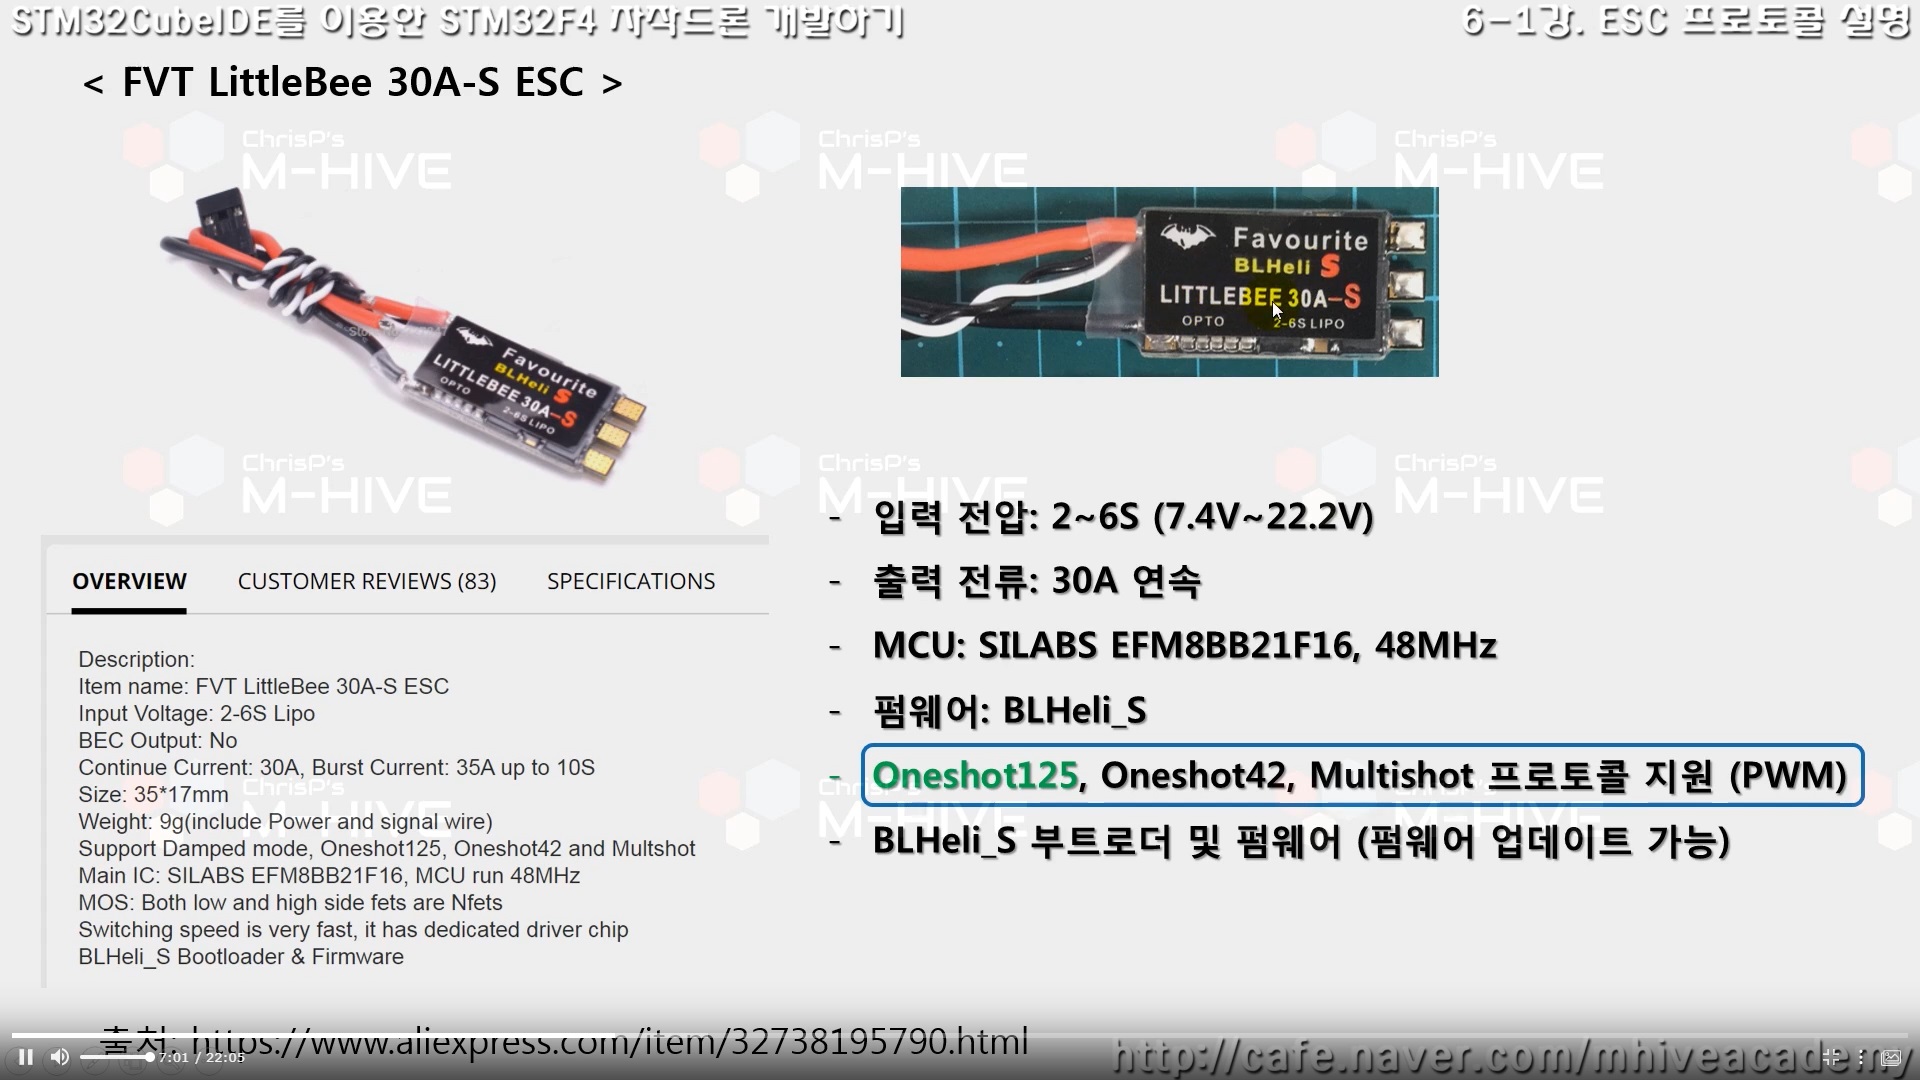 STM32CubeIDE를 이용한 STM32F4 자작드론 개발하기
6-1강. ESC 프로토콜 설명
< FVT LittleBee 30A-S ESC >
ChrisP's
M-HIVE
ChrisP's
M-HIVE
ChrisP's
M-HIVE
Favourite
BLHeli S
LITTLEBEE 30A-S
OPTO
2-6S LIPO
Favourite
BLHeli S
LITTLEBEE 30A-S
OPTO
2-6S LIPO
ChrisP's
M-HIVE
ChrisP's
M-HIVE
ChrisP's
M-HIVE
OVERVIEW CUSTOMER REVIEWS (83) SPECIFICATIONS
Description:
Item name: FVT LittleBee 30A-S ESC
Input Voltage: 2-6S Lipo
BEC Output: No
Continue Current: 30A, Burst Current: 35A up to 10S
Size: 35*17mm
Weight: 9g(include Power and signal wire)
Support Damped mode, Oneshot125, Oneshot42 and Multshot
Main IC: SILABS EFM8BB21F16, MCU run 48MHz
MOS: Both low and high side fets are Nfets
Switching speed is very fast, it has dedicated driver chip
BLHeli_S Bootloader & Firmware
- 입력 전압: 2~6S (7.4V~22.2V)
- 출력 전류: 30A 연속
- MCU: SILABS EFM8BB21F16, 48MHz
- 펌웨어: BLHeli_S
- Oneshot125, Oneshot42, Multishot 프로토콜 지원 (PWM)
- BLHeli_S 부트로더 및 펌웨어 (펌웨어 업데이트 가능)
출처: https://www.aliexpress.com/item/32738195790.html
7:01 / 22:05
http://cafe.naver.com/mhiveacademy